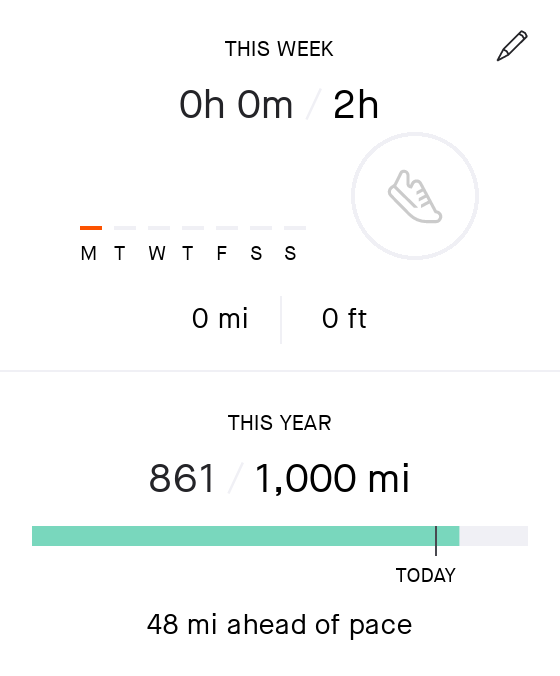 THIS WEEK
0h 0m / 2h
M T W T F S S
0 mi 0 ft
THIS YEAR
861 / 1,000 mi
TODAY
48 mi ahead of pace